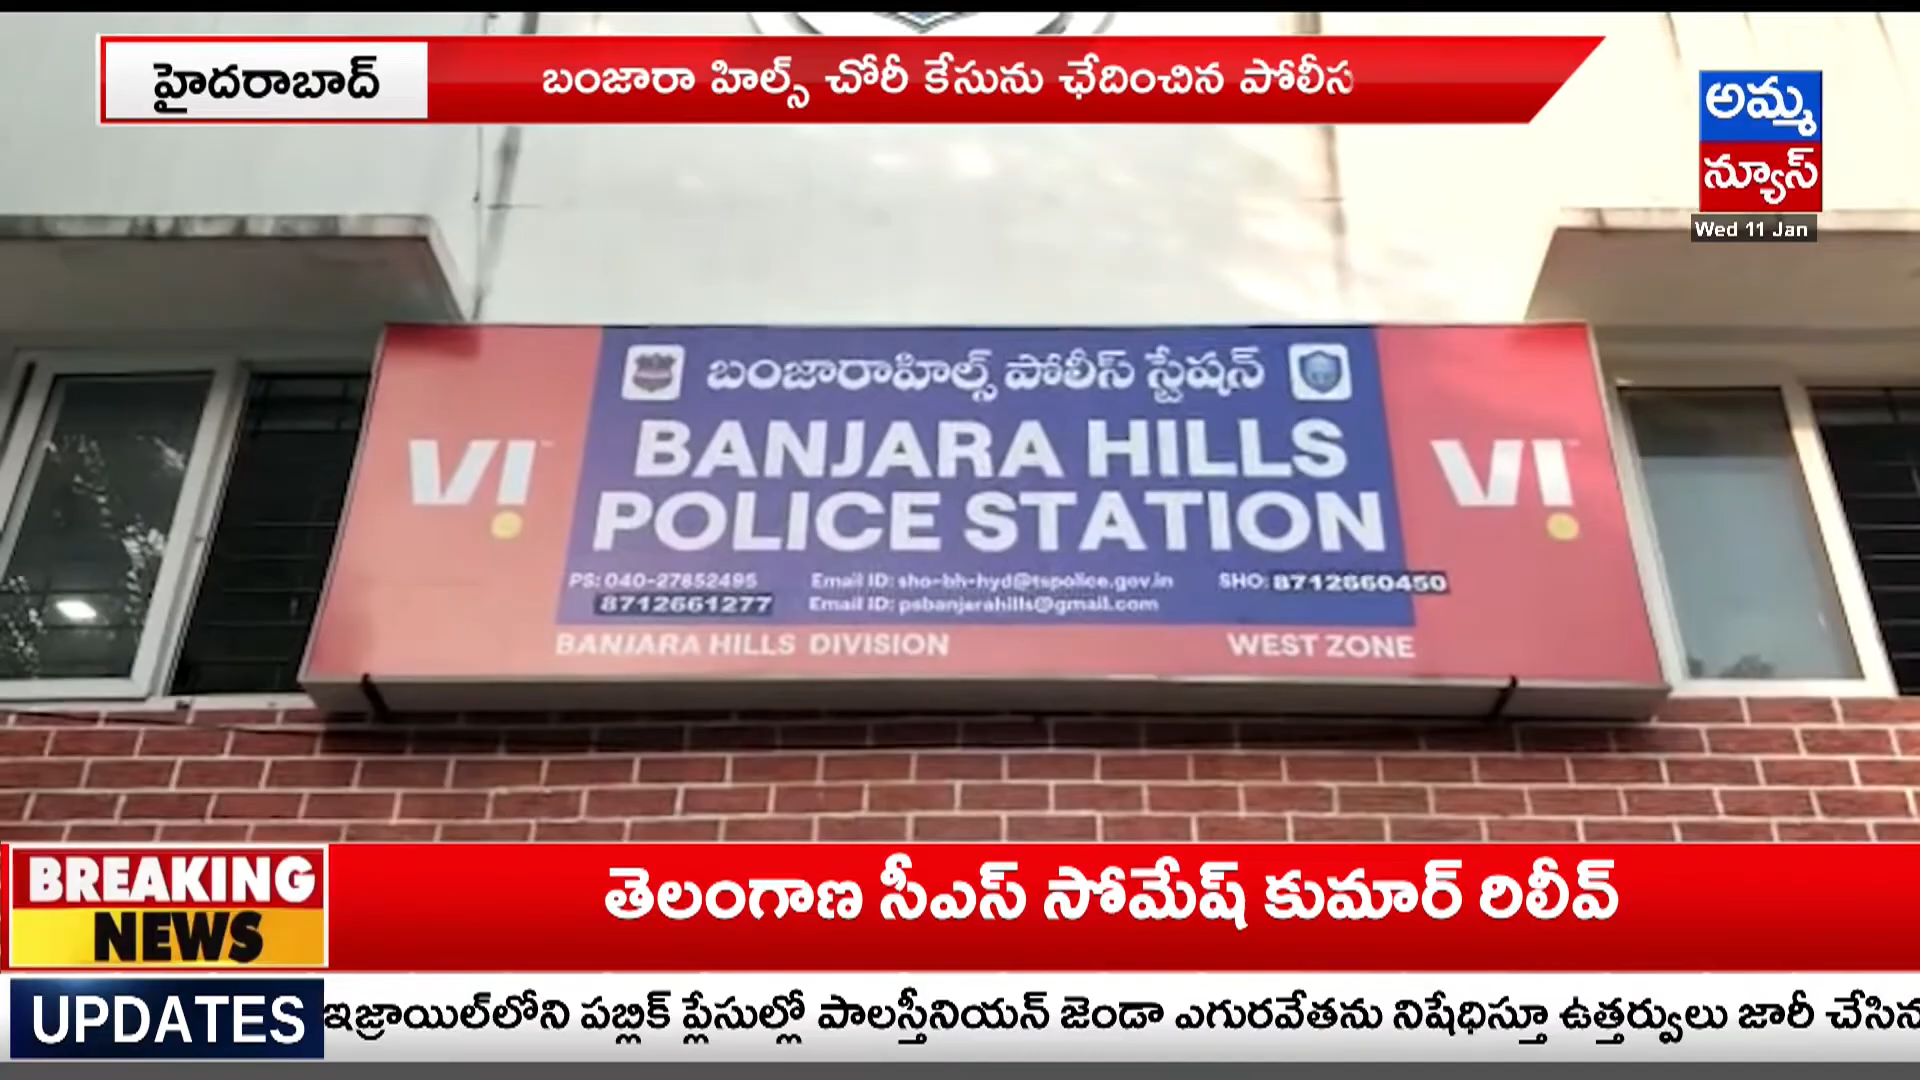 హైదరాబాద్
బంజారా హిల్స్ చోరీ కేసును ఛేదించిన పోలీస
అమ్మ
న్యూస్
Wed 11 Jan
బంజారాహిల్స్ పోలీస్ స్టేషన్
BANJARA HILLS
POLICE STATION
VI
VI
PS: 040-27852495 Email ID: sho-bh-hyd@tspolice.gov.in SHO: 8712660450
8712661277 Email ID: psbanjarahills@gmail.com
BANJARA HILLS DIVISION WEST ZONE
BREAKING
NEWS
తెలంగాణ సీఎస్ సోమేష్ కుమార్ రిలీవ్
UPDATES
ఇజ్రాయిల్‌లోని పబ్లిక్ ప్లేసుల్లో పాలస్తీనియన్ జెండా ఎగురవేతను నిషేధిస్తూ ఉత్తర్వులు జారీ చేసిన